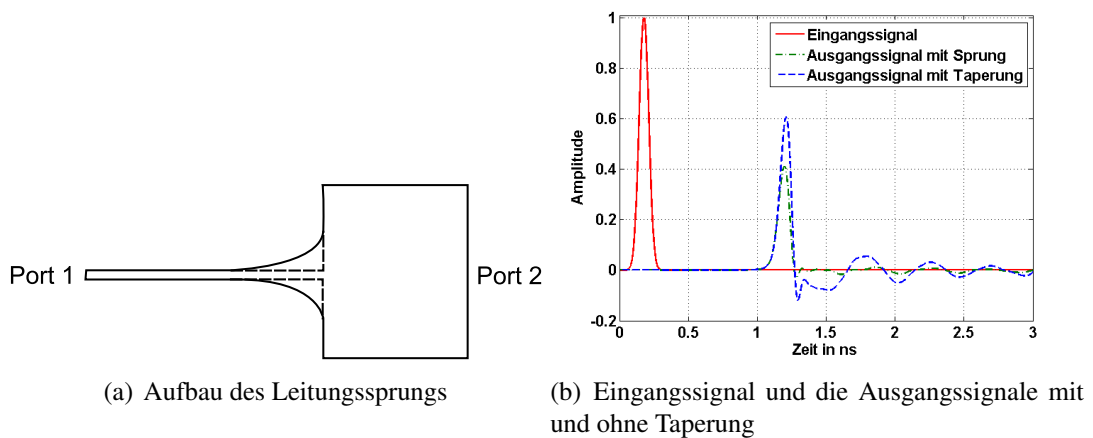 Port 1
Port 2
(a) Aufbau des Leitungssprungs
Eingangssignal
Ausgangssignal mit Sprung
Ausgangssignal mit Taperung
Amplitude
1
0.8
0.6
0.4
0.2
0
-0.2
0
0.5
1
1.5
2
2.5
3
Zeit in ns
(b) Eingangssignal und die Ausgangssignale mit
und ohne Taperung